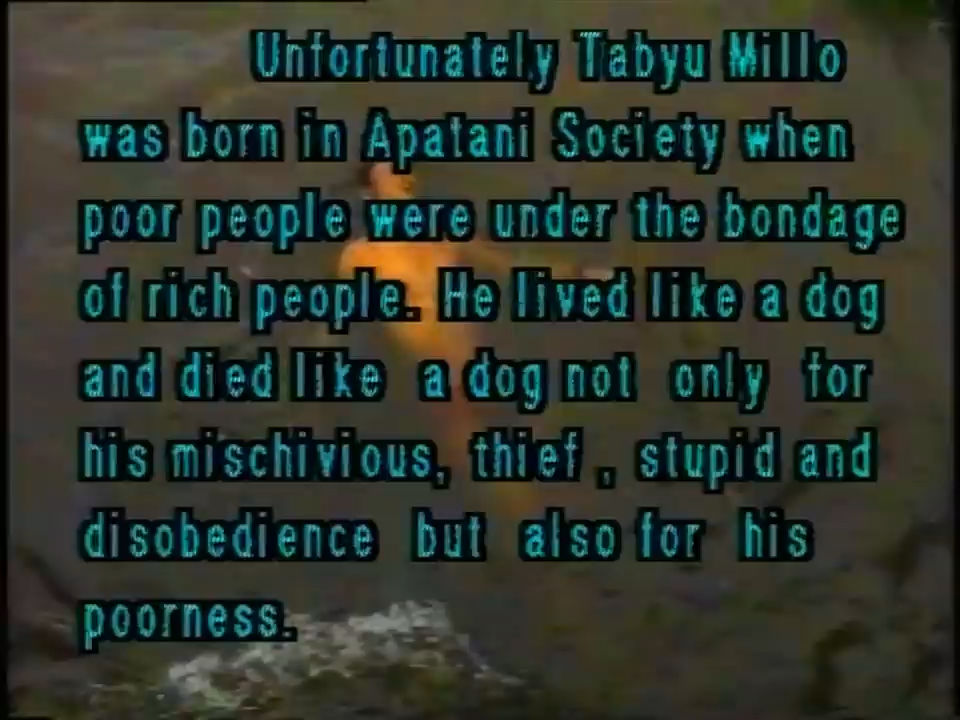 Unfortunately Tabyu Millo
was born in Apatani Society when
poor people were under the bondage
of rich people. He lived like a dog
and died like a dog not only for
his mischivious, thief , stupid and
disobedience but also for his
poorness.